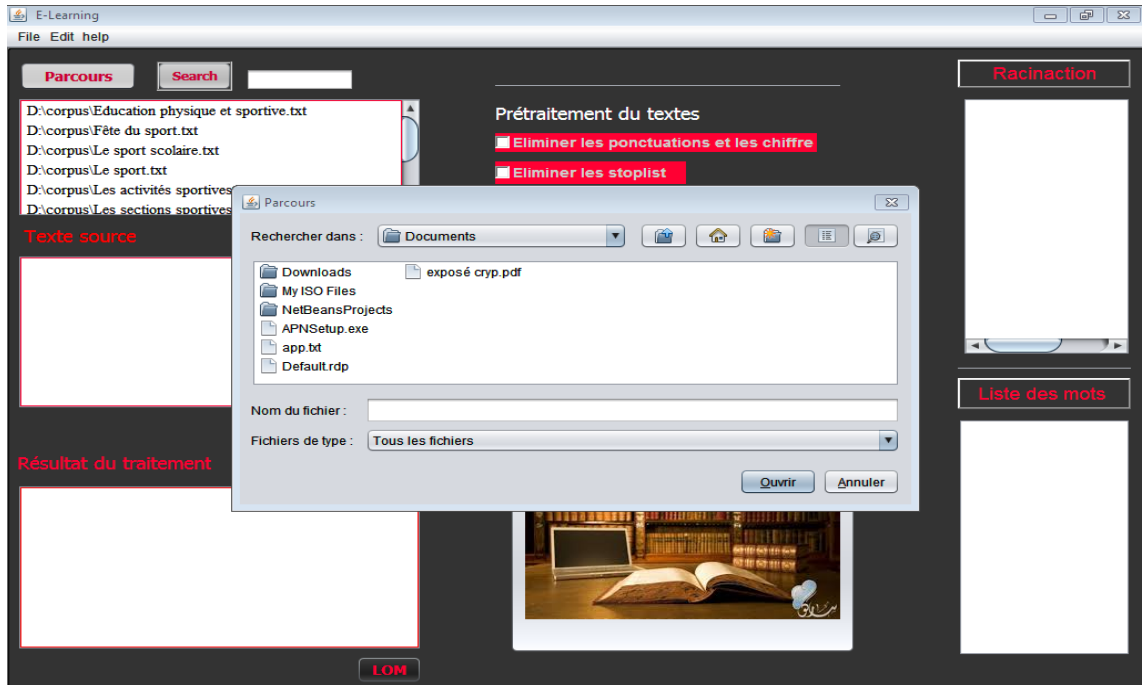 E-Learning
File Edit help
Parcours
Search
Racinaction
D:\corpus\Education physique et sportive.txt
D:\corpus\Fête du sport.txt
D:\corpus\Le sport scolaire.txt
D:\corpus\Le sport.txt
D:\corpus\Les activités sportives
D:\corpus\Les sections sportives
Prétraitement du textes
Eliminer les ponctuations et les chiffre
Eliminer les stoplist
Texte source
Parcours
Rechercher dans :
Documents
Downloads
My ISO Files
NetBeansProjects
APNSetup.exe
app.txt
Default.rdp
exposé cryp.pdf
Nom du fichier :
Fichiers de type :
Tous les fichiers
Ouvrir
Annuler
Liste des mots
Résultat du traitement
LOM